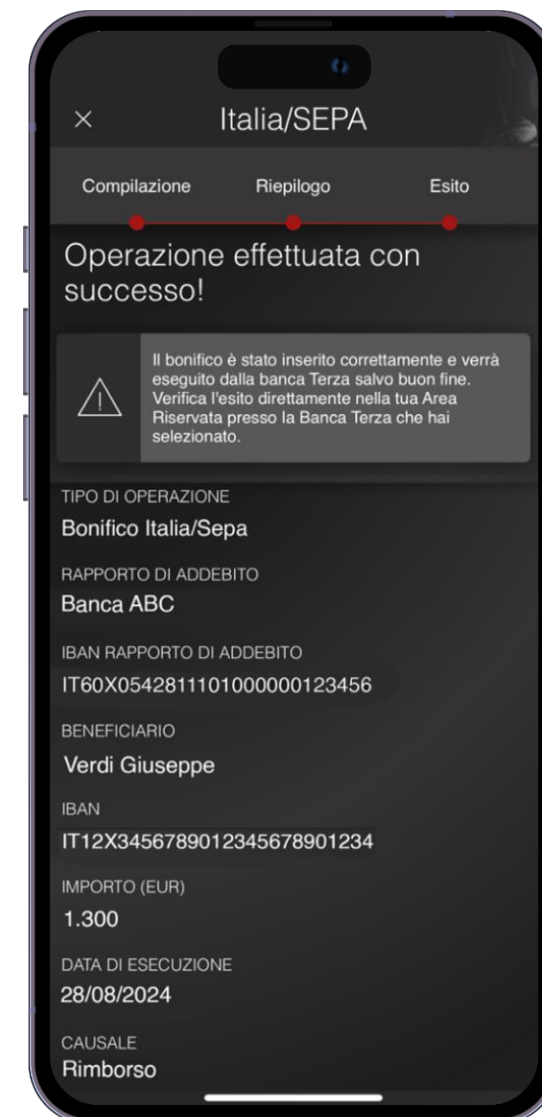 Italia/SEPA
Compilazione Riepilogo Esito
Operazione effettuata con
successo!
Il bonifico è stato inserito correttamente e verrà
eseguito dalla banca Terza salvo buon fine.
Verifica l'esito direttamente nella tua Area
Riservata presso la Banca Terza che hai
selezionato.
TIPO DI OPERAZIONE
Bonifico Italia/Sepa
RAPPORTO DI ADDEBITO
Banca ABC
IBAN RAPPORTO DI ADDEBITO
IT60X0542811101000000123456
BENEFICIARIO
Verdi Giuseppe
IBAN
IT12X3456789012345678901234
IMPORTO (EUR)
1.300
DATA DI ESECUZIONE
28/08/2024
CAUSALE
Rimborso